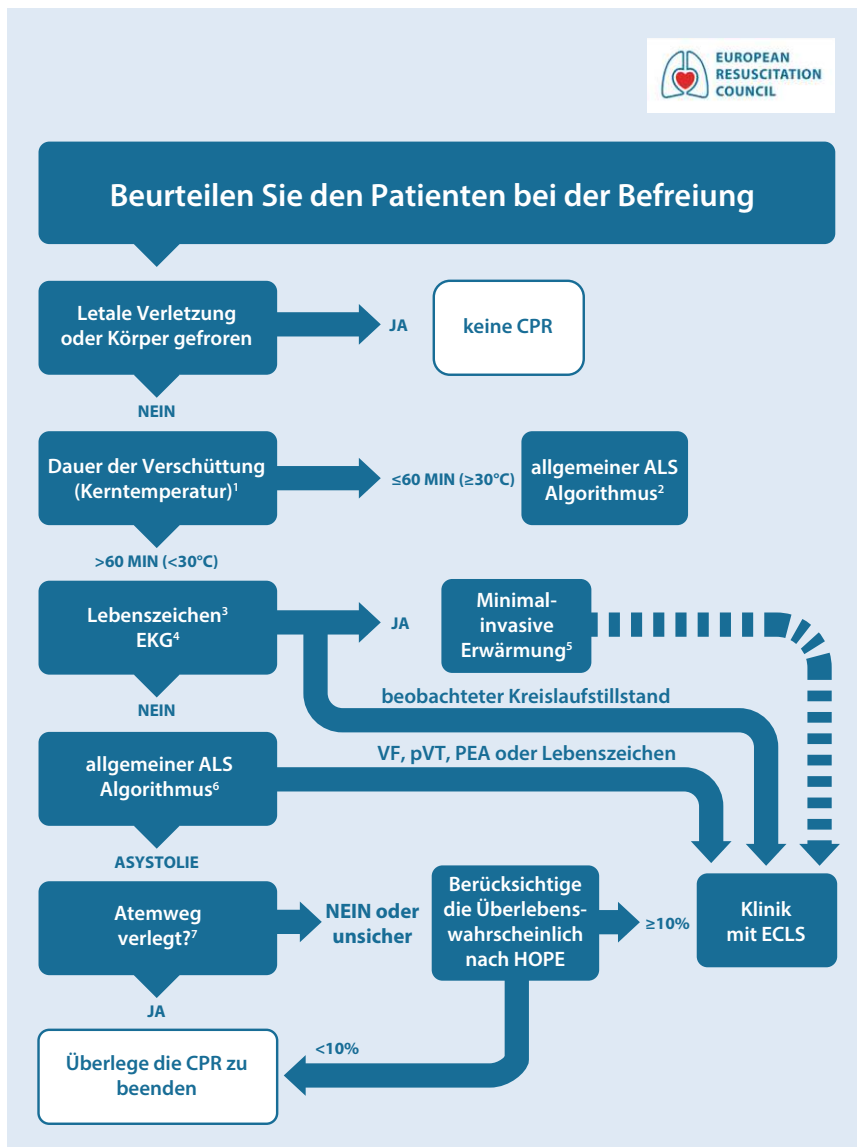 EUROPEAN
RESUSCITATION
COUNCIL
Beurteilen Sie den Patienten bei der Befreiung
Letale Verletzung
oder Körper gefroren
JA
keine CPR
NEIN
Dauer der Verschüttung
(Kerntemperatur)¹
≤60 MIN (≥30°C)
allgemeiner ALS
Algorithmus²
>60 MIN (<30°C)
Lebenszeichen³
EKG⁴
JA
Minimal-
invasive
Erwärmung⁵
NEIN
beobachteter Kreislaufstillstand
allgemeiner ALS
Algorithmus⁶
VF, pVT, PEA oder Lebenszeichen
ASYSTOLIE
Atemweg
verlegt?⁷
NEIN oder
unsicher
Berücksichtige
die Überlebens-
wahrscheinlich
nach HOPE
≥10%
Klinik
mit ECLS
JA
<10%
Überlege die CPR zu
beenden